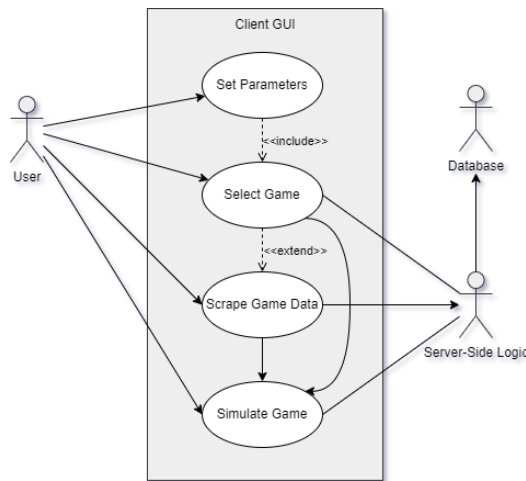 Client GUI
Set Parameters
<<include>>
User
Select Game
Database
<<extend>>
Scrape Game Data
Server-Side Logic
Simulate Game